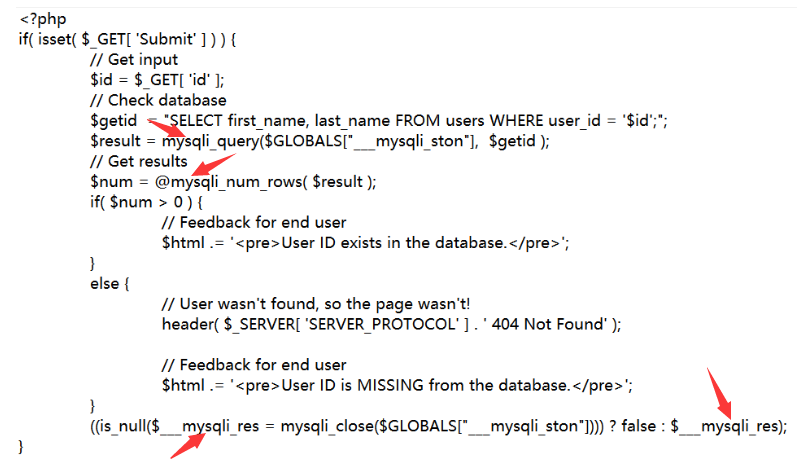 <?php
if( isset( $_GET[ 'Submit' ] ) ) {
// Get input
$id = $_GET[ 'id' ];
// Check database
$getid = "SELECT first_name, last_name FROM users WHERE user_id = '$id';";
$result = mysqli_query($GLOBALS["___mysqli_ston"], $getid );
// Get results
$num = @mysqli_num_rows( $result );
if( $num > 0 ) {
// Feedback for end user
$html .= '<pre>User ID exists in the database.</pre>';
}
else {
// User wasn't found, so the page wasn't!
header( $_SERVER[ 'SERVER_PROTOCOL' ] . ' 404 Not Found' );
// Feedback for end user
$html .= '<pre>User ID is MISSING from the database.</pre>';
}
((is_null($___mysqli_res = mysqli_close($GLOBALS["___mysqli_ston"]))) ? false : $___mysqli_res);
}